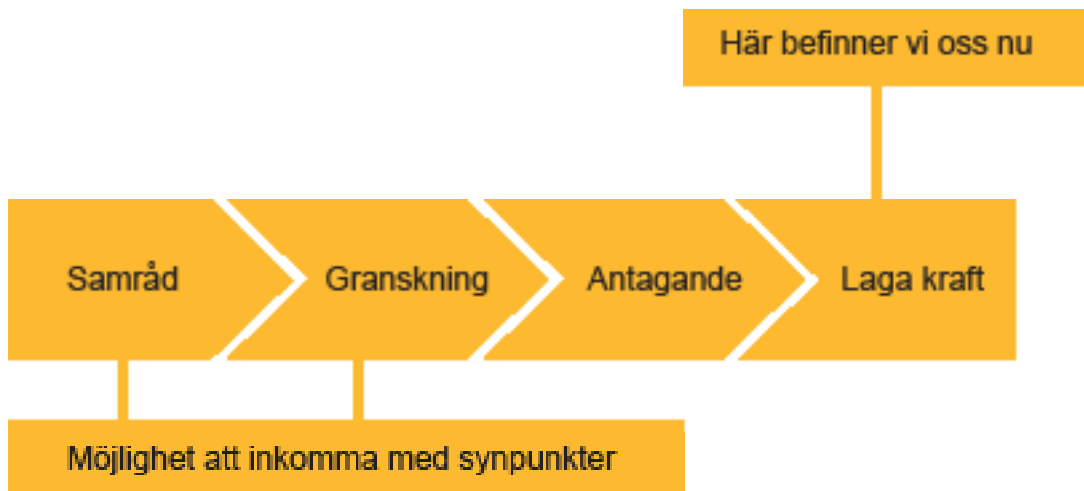 Här befinner vi oss nu
Samråd
Granskning
Antagande
Laga kraft
Möjlighet att inkomma med synpunkter